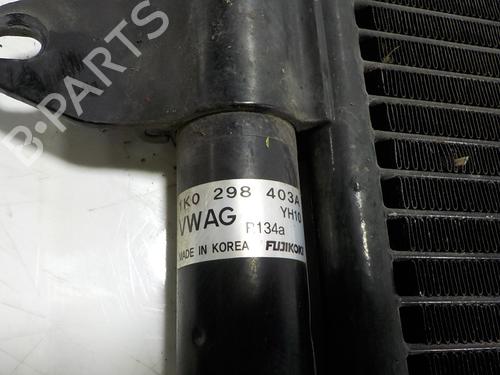 B-PARTS
1K0 298 403A
VWAG YH10
R134a
MADE IN KOREA FUJIKOKI